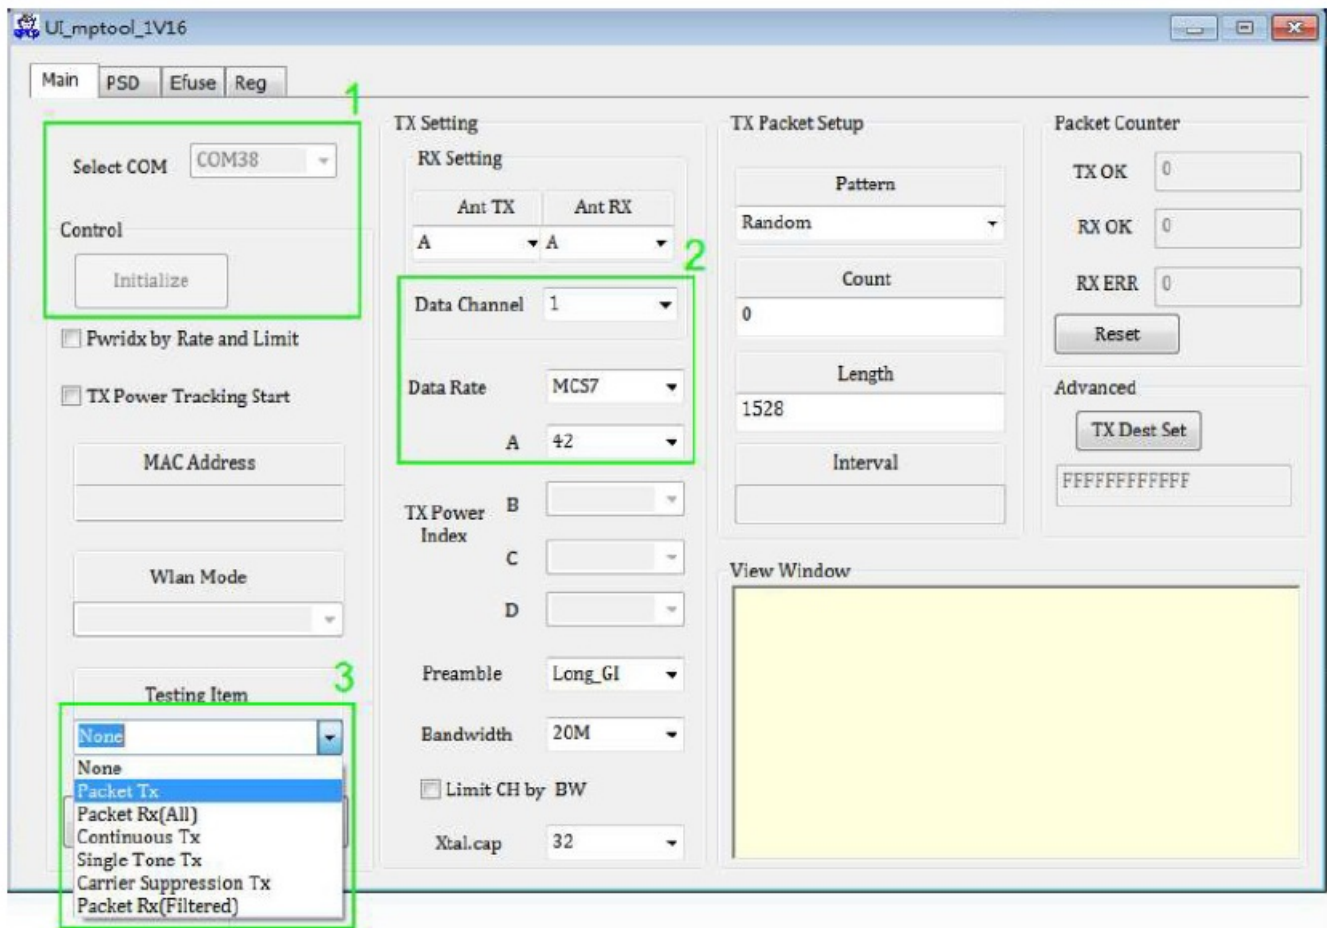 UI_mptool_1V16
Main PSD Efuse Reg
1
Select COM COM38
Control
Initialize
Pwridx by Rate and Limit
TX Power Tracking Start
MAC Address
Wlan Mode
3
Testing Item
None
None
Packet Tx
Packet Rx(All)
Continuous Tx
Single Tone Tx
Carrier Suppression Tx
Packet Rx(Filtered)
TX Setting
RX Setting
Ant TX Ant RX
A A
2
Data Channel 1
Data Rate MCS7
A 42
TX Power Index
B
C
D
Preamble Long_GI
Bandwidth 20M
Limit CH by BW
Xtal.cap 32
TX Packet Setup
Pattern
Random
Count
0
Length
1528
Interval
Packet Counter
TX OK 0
RX OK 0
RX ERR 0
Reset
Advanced
TX Dest Set
FFFFFFFFFFFF
View Window